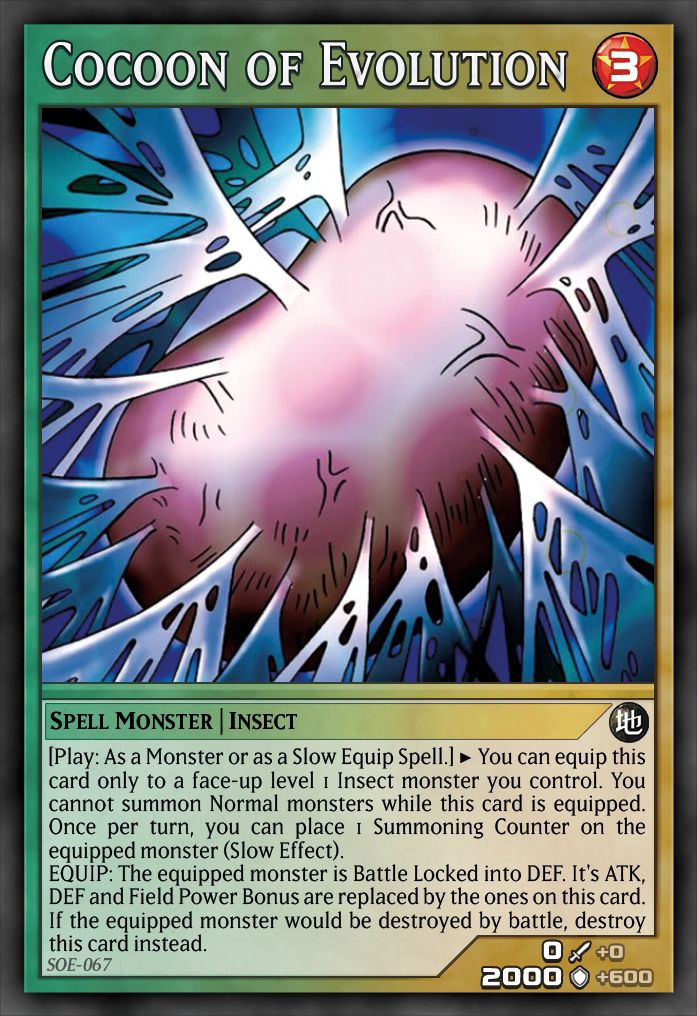 COCOON OF EVOLUTION
3
SPELL MONSTER | INSECT
地
[Play: As a Monster or as a Slow Equip Spell.] ▶ You can equip this
card only to a face-up level 1 Insect monster you control. You
cannot summon Normal monsters while this card is equipped.
Once per turn, you can place 1 Summoning Counter on the
equipped monster (Slow Effect).
EQUIP: The equipped monster is Battle Locked into DEF. It's ATK,
DEF and Field Power Bonus are replaced by the ones on this card.
If the equipped monster would be destroyed by battle, destroy
this card instead.
SOE-067
0 +0
2000 +600